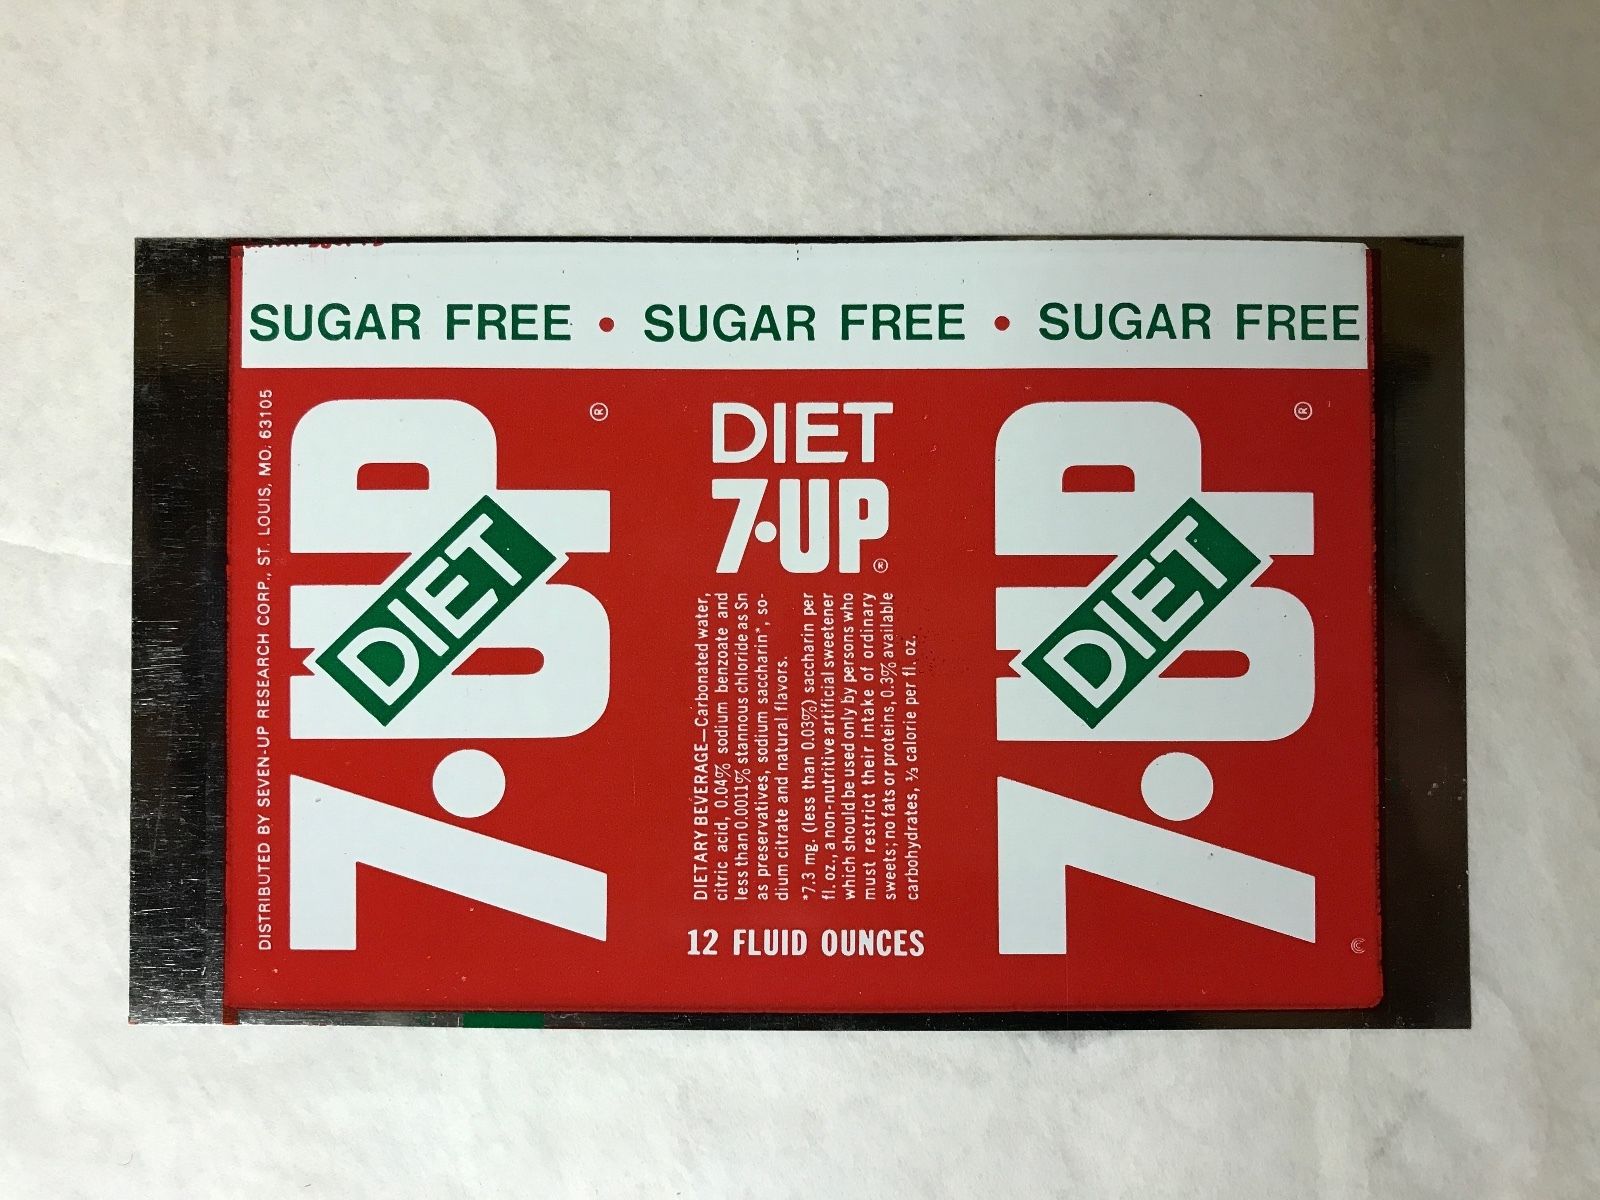 SUGAR FREE • SUGAR FREE • SUGAR FREE
DISTRIBUTED BY SEVEN-UP RESEARCH CORP., ST. LOUIS, MO. 63105
7·UP®
DIET
DIET
7·UP®
DIETARY BEVERAGE—Carbonated water,
citric acid, 0.04% sodium benzoate and
less than 0.0011% stannous chloride as Sn
as preservatives, sodium saccharin*, so-
dium citrate and natural flavors.
*7.3 mg. (less than 0.03%) saccharin per
fl. oz., a non-nutritive artificial sweetener
which should be used only by persons who
must restrict their intake of ordinary
sweets; no fats or proteins, 0.3% available
carbohydrates, ⅓ calorie per fl. oz.
12 FLUID OUNCES
7·UP®
DIET